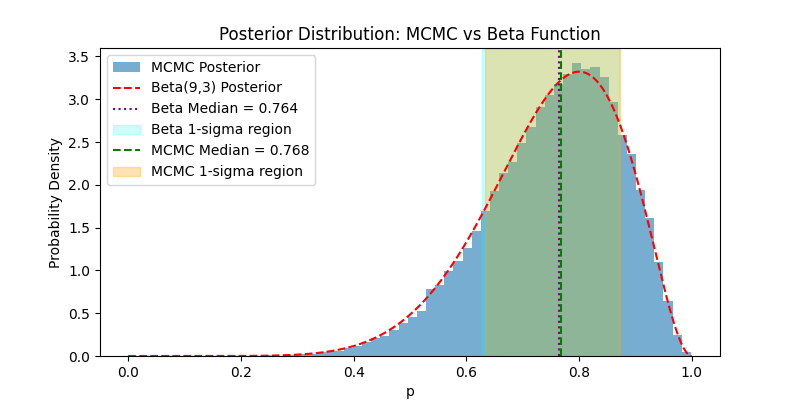 Posterior Distribution: MCMC vs Beta Function
MCMC Posterior
Beta(9,3) Posterior
Beta Median = 0.764
Beta 1-sigma region
MCMC Median = 0.768
MCMC 1-sigma region
Probability Density
3.5
3.0
2.5
2.0
1.5
1.0
0.5
0.0
0.0 0.2 0.4 0.6 0.8 1.0
p